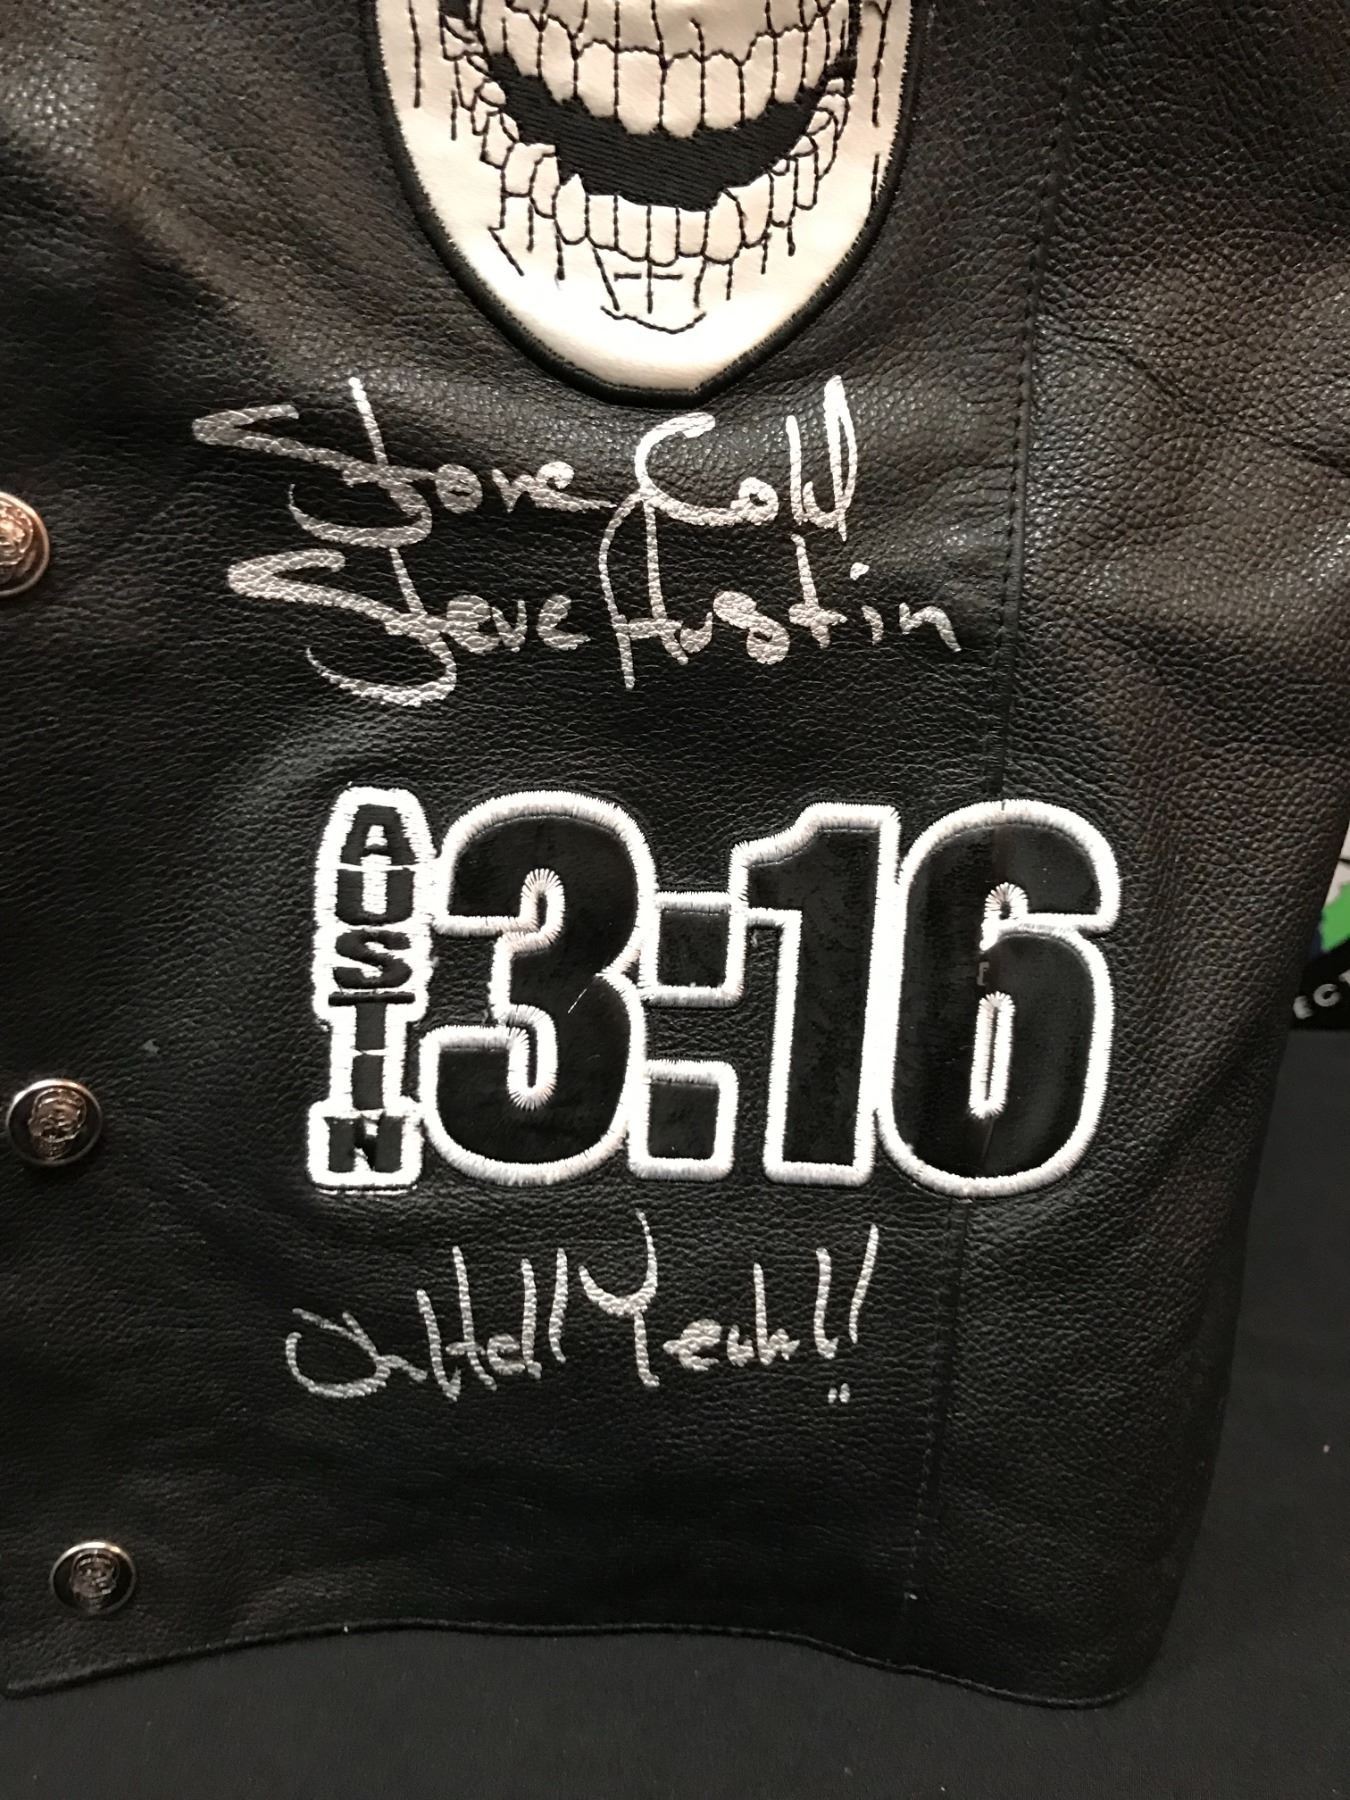 Stone Cold
Steve Austin
AUSTIN
3:16
Oh Hell Yeah!!